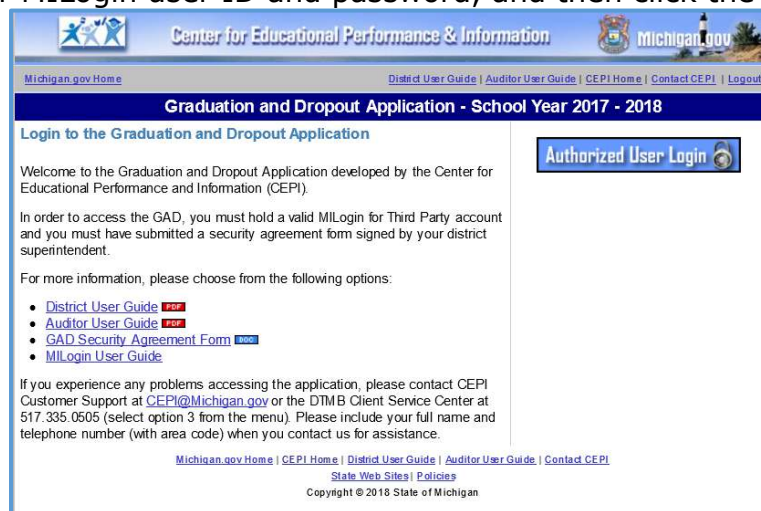 r MILogin user ID and password, and then click the
Center for Educational Performance & Information Michigan.gov
Michigan.gov Home District User Guide | Auditor User Guide | CEPI Home | Contact CEPI | Logout
Graduation and Dropout Application - School Year 2017 - 2018
Login to the Graduation and Dropout Application
Authorized User Login
Welcome to the Graduation and Dropout Application developed by the Center for
Educational Performance and Information (CEPI).
In order to access the GAD, you must hold a valid MILogin for Third Party account
and you must have submitted a security agreement form signed by your district
superintendent.
For more information, please choose from the following options:
• District User Guide PDF
• Auditor User Guide PDF
• GAD Security Agreement Form DOC
• MILogin User Guide
If you experience any problems accessing the application, please contact CEPI
Customer Support at CEPI@Michigan.gov or the DTMB Client Service Center at
517.335.0505 (select option 3 from the menu). Please include your full name and
telephone number (with area code) when you contact us for assistance.
Michigan.gov Home | CEPI Home | District User Guide | Auditor User Guide | Contact CEPI
State Web Sites | Policies
Copyright © 2018 State of Michigan